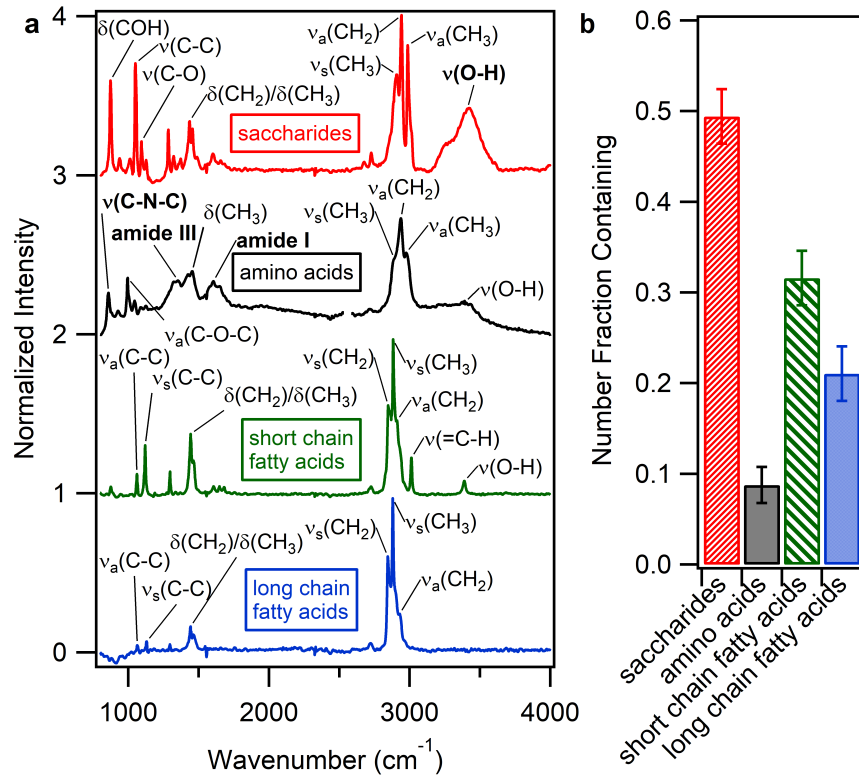 a
δ(COH)
ν(C-C)
ν(C-O)
δ(CH₂)/δ(CH₃)
saccharides
νₐ(CH₂)
νₐ(CH₃)
νₛ(CH₃)
ν(O-H)
ν(C-N-C)
amide III
δ(CH₃)
amide I
amino acids
νₐ(C-O-C)
νₛ(CH₃)
νₐ(CH₂)
νₐ(CH₃)
ν(O-H)
νₐ(C-C)
νₛ(C-C)
δ(CH₂)/δ(CH₃)
short chain
fatty acids
νₛ(CH₂)
νₛ(CH₃)
νₐ(CH₂)
ν(=C-H)
ν(O-H)
νₐ(C-C)
νₛ(C-C)
δ(CH₂)/δ(CH₃)
long chain
fatty acids
νₛ(CH₂)
νₛ(CH₃)
νₐ(CH₂)
Normalized Intensity
4
3
2
1
0
1000
2000
3000
4000
Wavenumber (cm⁻¹)
b
Number Fraction Containing
0.6
0.5
0.4
0.3
0.2
0.1
0.0
saccharides
amino acids
short chain fatty acids
long chain fatty acids